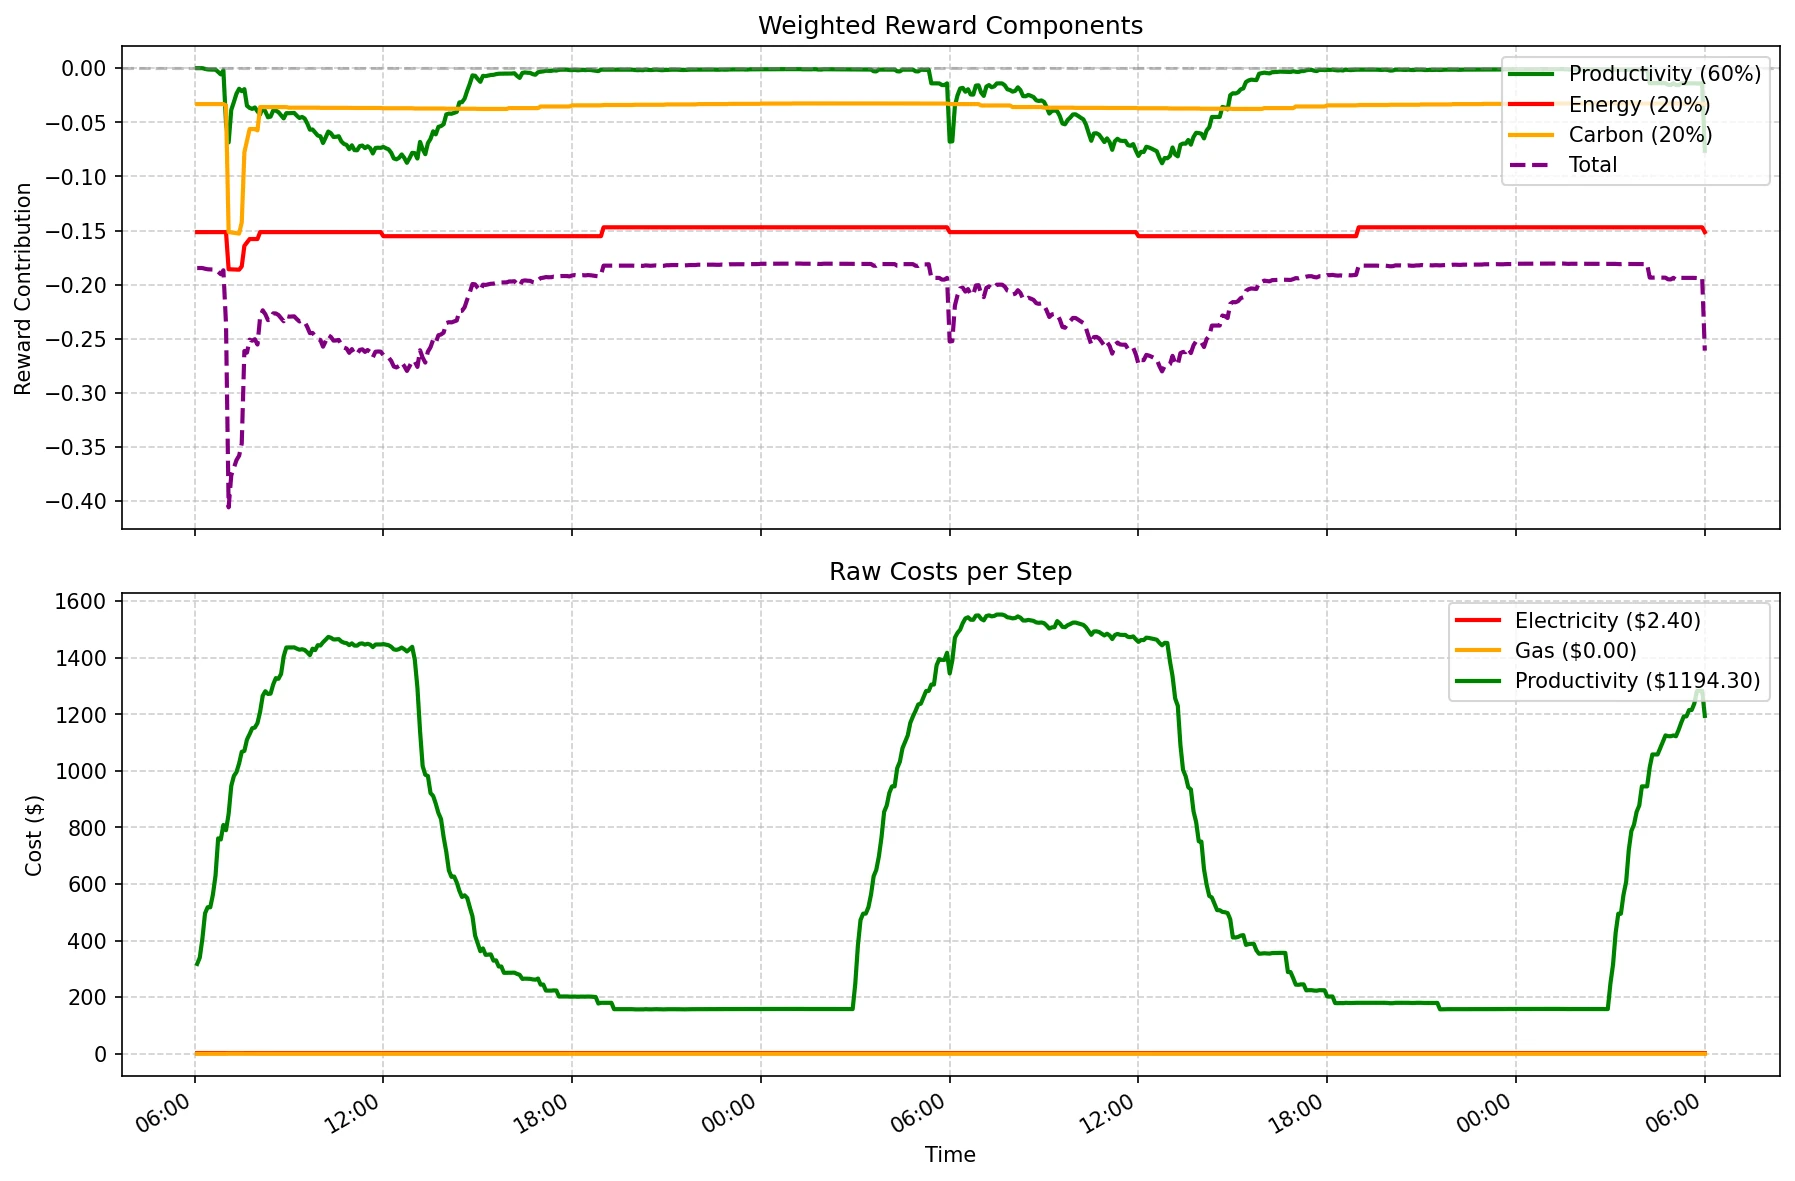 Weighted Reward Components
Reward Contribution
0.00
−0.05
−0.10
−0.15
−0.20
−0.25
−0.30
−0.35
−0.40
Productivity (60%)
Energy (20%)
Carbon (20%)
Total
Raw Costs per Step
Cost ($)
1600
1400
1200
1000
800
600
400
200
0
Electricity ($2.40)
Gas ($0.00)
Productivity ($1194.30)
06:00
12:00
18:00
00:00
06:00
12:00
18:00
00:00
06:00
Time